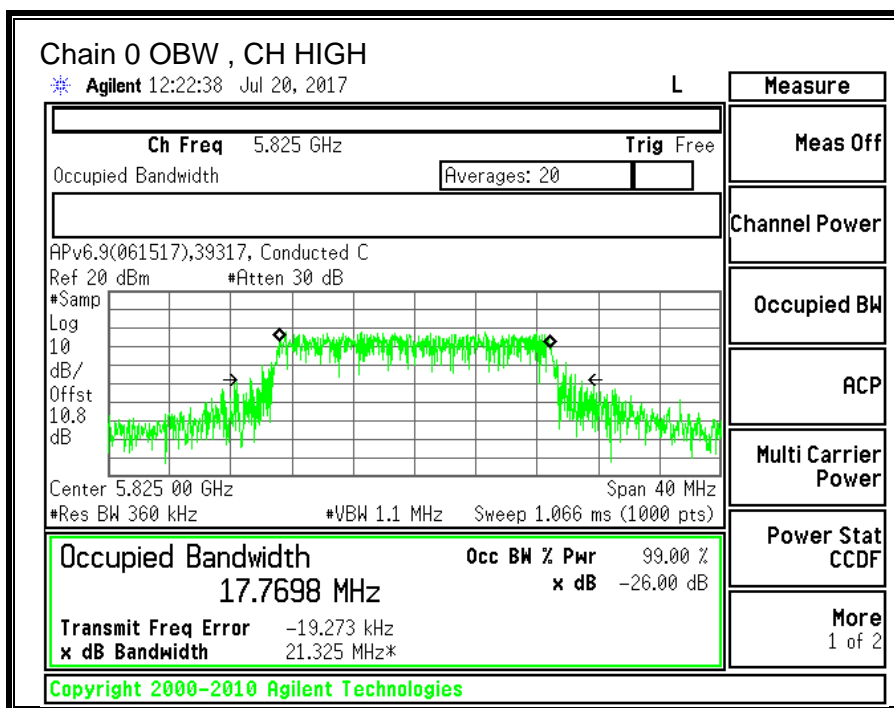 Chain 0 OBW , CH HIGH
Agilent 12:22:38 Jul 20, 2017 L
Ch Freq 5.825 GHz Trig Free
Occupied Bandwidth Averages: 20
APv6.9(061517),39317, Conducted C
Ref 20 dBm #Atten 30 dB
#Samp
Log
10
dB/
Offst
10.8
dB
Center 5.825 00 GHz Span 40 MHz
#Res BW 360 kHz #VBW 1.1 MHz Sweep 1.066 ms (1000 pts)
Occupied Bandwidth Occ BW % Pwr 99.00 %
17.7698 MHz x dB -26.00 dB
Transmit Freq Error -19.273 kHz
x dB Bandwidth 21.325 MHz*
Copyright 2000-2010 Agilent Technologies
Measure
Meas Off
Channel Power
Occupied BW
ACP
Multi Carrier
Power
Power Stat
CCDF
More
1 of 2